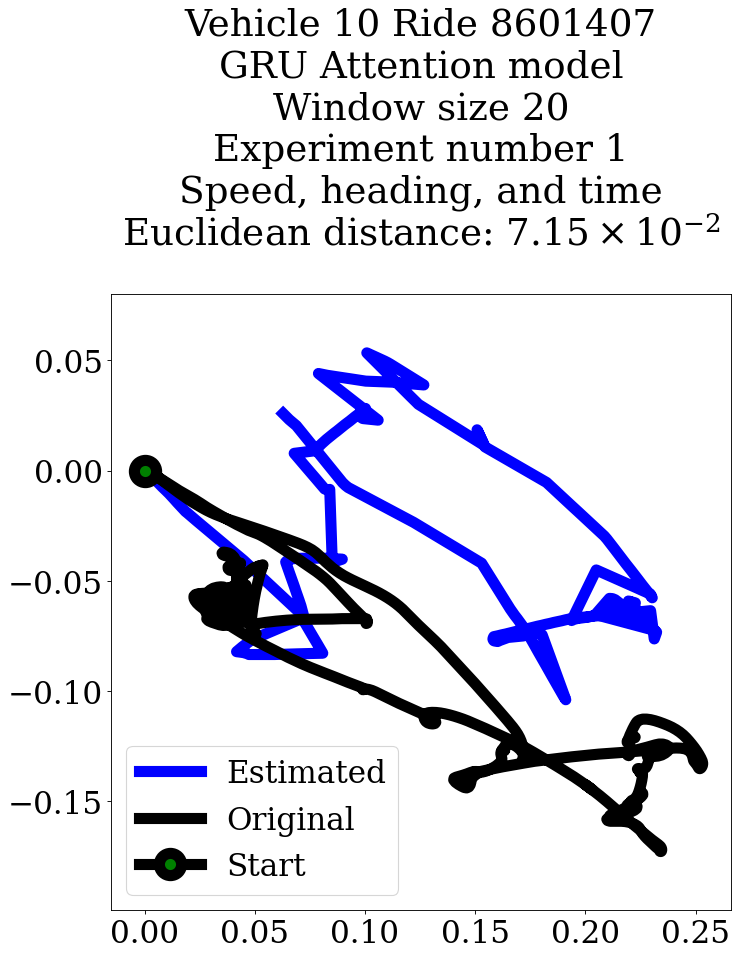 Vehicle 10 Ride 8601407
GRU Attention model
Window size 20
Experiment number 1
Speed, heading, and time
Euclidean distance: 7.15 × 10⁻²
0.05
0.00
−0.05
−0.10
−0.15
Estimated
Original
Start
0.00 0.05 0.10 0.15 0.20 0.25